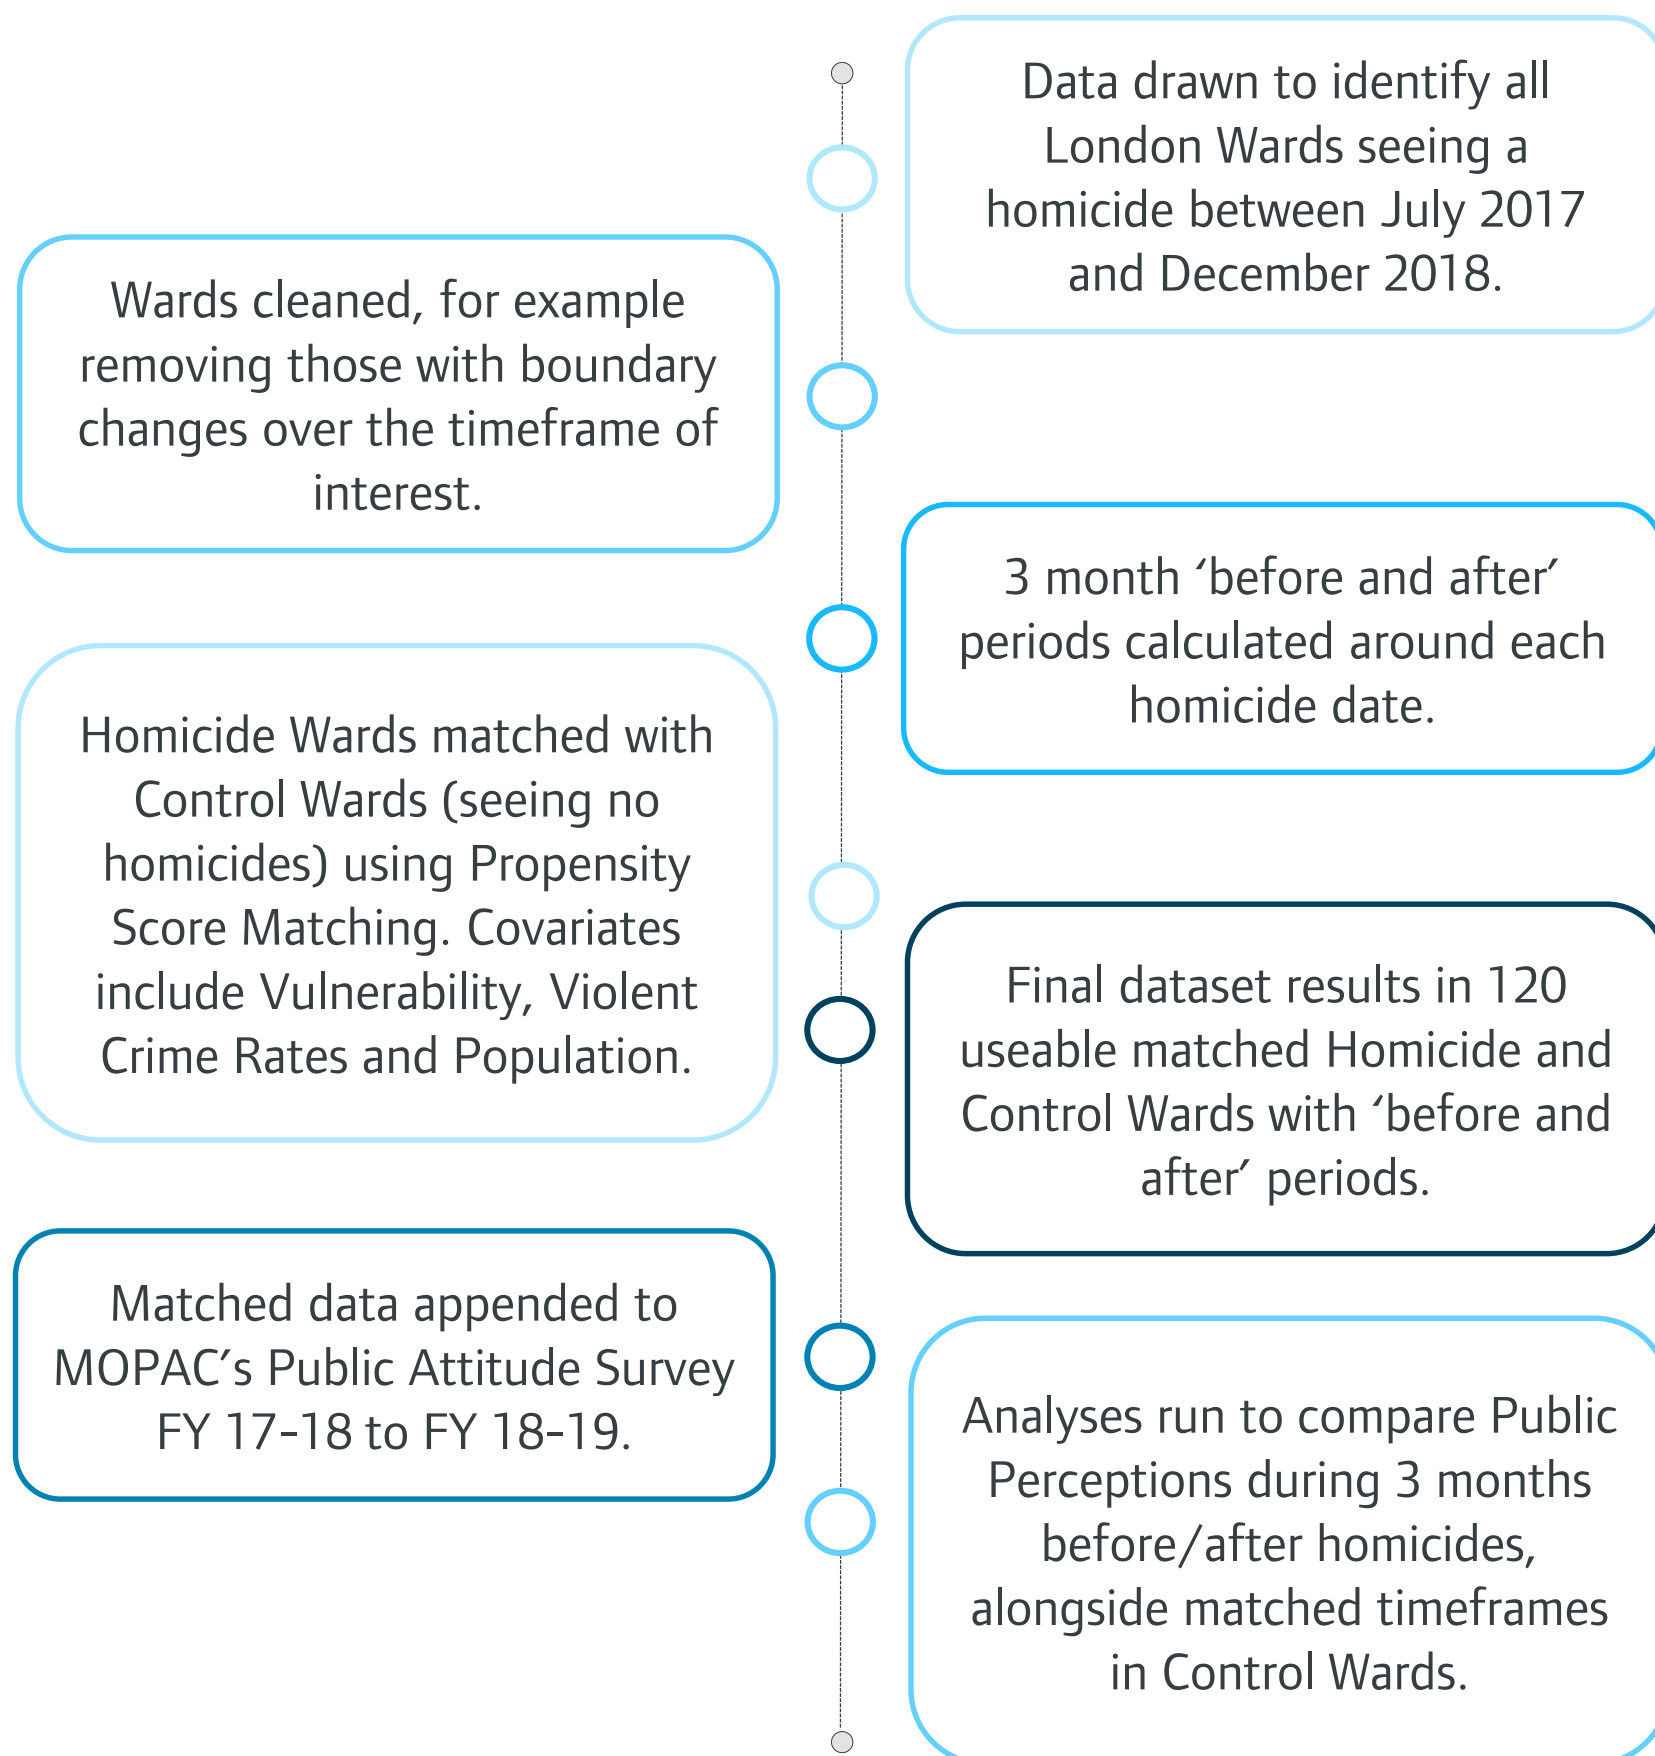 Data drawn to identify all
London Wards seeing a
homicide between July 2017
and December 2018.
Wards cleaned, for example
removing those with boundary
changes over the timeframe of
interest.
3 month ‘before and after’
periods calculated around each
homicide date.
Homicide Wards matched with
Control Wards (seeing no
homicides) using Propensity
Score Matching. Covariates
include Vulnerability, Violent
Crime Rates and Population.
Final dataset results in 120
useable matched Homicide and
Control Wards with ‘before and
after’ periods.
Matched data appended to
MOPAC’s Public Attitude Survey
FY 17-18 to FY 18-19.
Analyses run to compare Public
Perceptions during 3 months
before/after homicides,
alongside matched timeframes
in Control Wards.